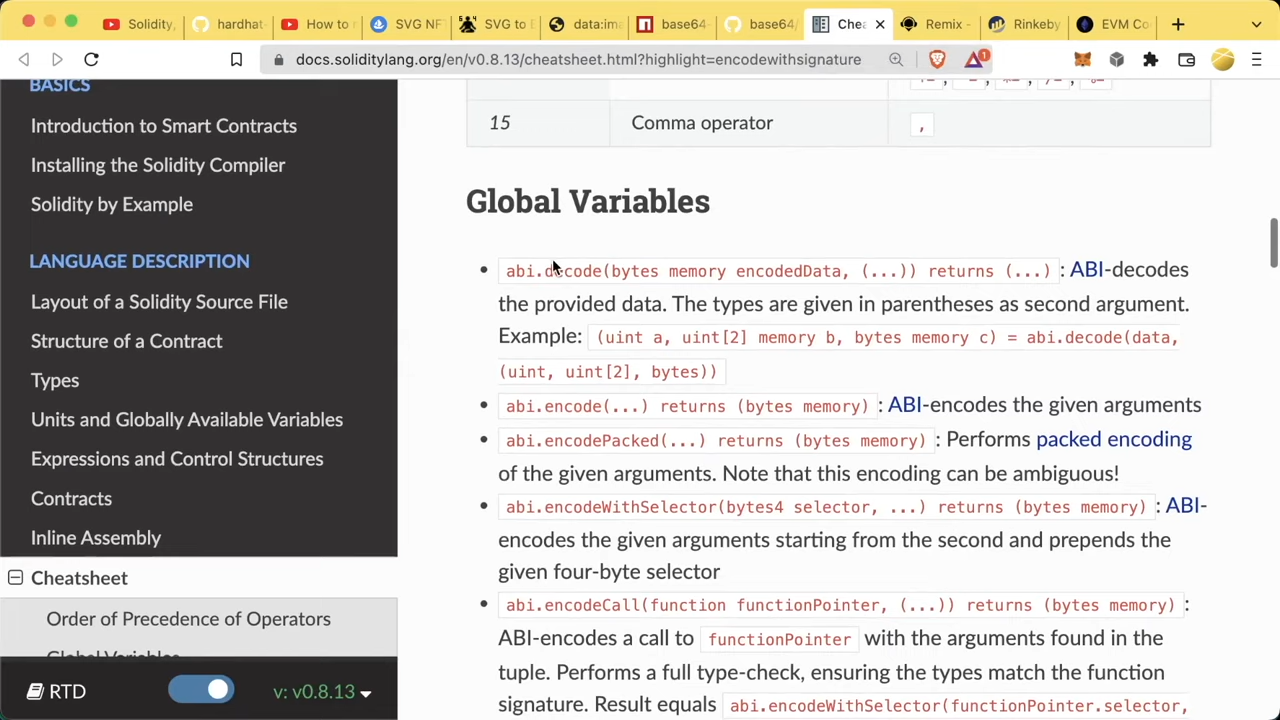 Solidity,
hardhat-
How to
SVG NF
SVG to E
data:ima
base64-
base64/
Chea
Remix -
Rinkeby
EVM Co
docs.soliditylang.org/en/v0.8.13/cheatsheet.html?highlight=encodewithsignature
1
BASICS
Introduction to Smart Contracts
Installing the Solidity Compiler
Solidity by Example
LANGUAGE DESCRIPTION
Layout of a Solidity Source File
Structure of a Contract
Types
Units and Globally Available Variables
Expressions and Control Structures
Contracts
Inline Assembly
Cheatsheet
Order of Precedence of Operators
Global Variables
RTD
v: v0.8.13
15 Comma operator ,
Global Variables
abi.decode(bytes memory encodedData, (...)) returns (...) : ABI-decodes
the provided data. The types are given in parentheses as second argument.
Example: (uint a, uint[2] memory b, bytes memory c) = abi.decode(data,
(uint, uint[2], bytes))
abi.encode(...) returns (bytes memory) : ABI-encodes the given arguments
abi.encodePacked(...) returns (bytes memory) : Performs packed encoding
of the given arguments. Note that this encoding can be ambiguous!
abi.encodeWithSelector(bytes4 selector, ...) returns (bytes memory) : ABI-
encodes the given arguments starting from the second and prepends the
given four-byte selector
abi.encodeCall(function functionPointer, (...)) returns (bytes memory) :
ABI-encodes a call to functionPointer with the arguments found in the
tuple. Performs a full type-check, ensuring the types match the function
signature. Result equals abi.encodeWithSelector(functionPointer.selector,